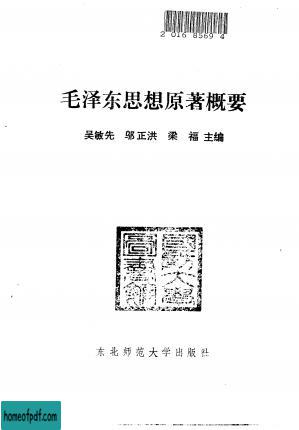 2 016 8569 4
毛泽东思想原著概要
吴敏先 邬正洪 梁 福 主编
东北师范大学出版社
homeofpdf.com